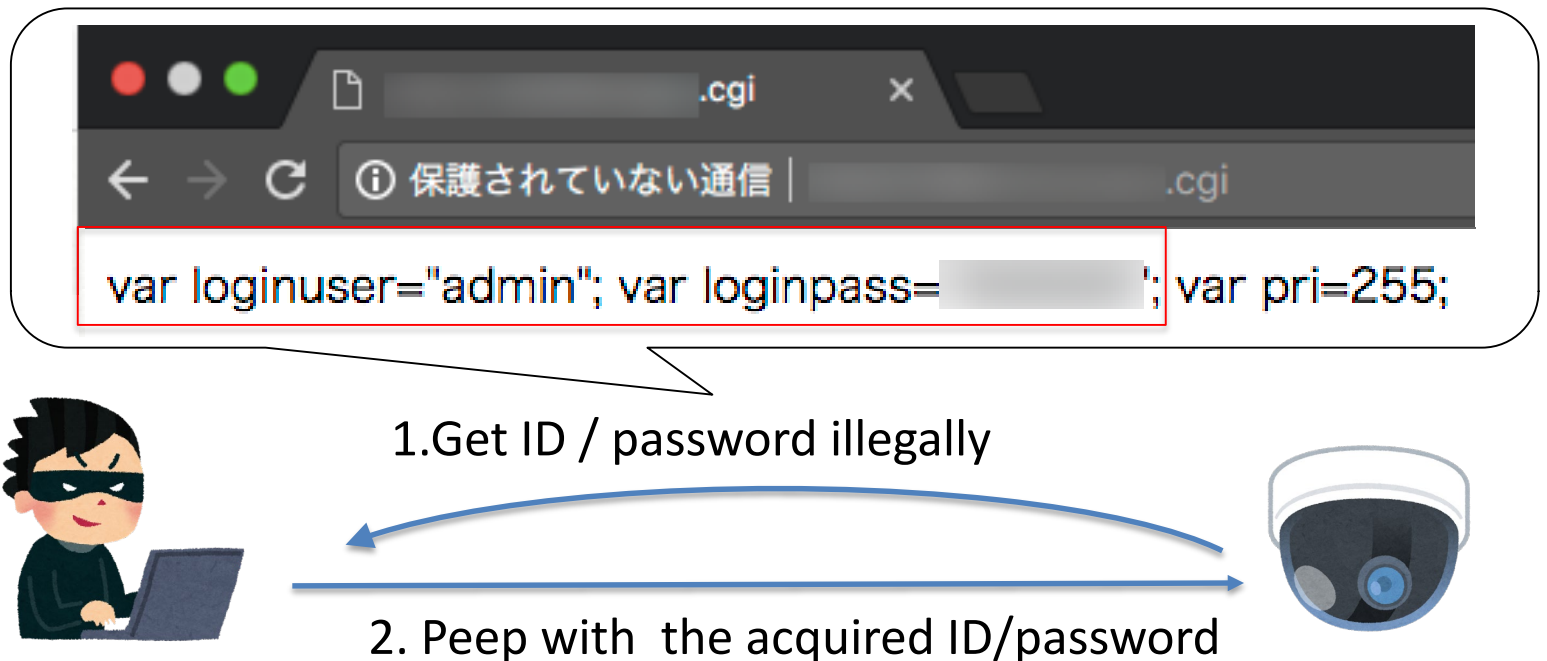 .cgi
保護されていない通信 | .cgi
var loginuser="admin"; var loginpass= "; var pri=255;
1.Get ID / password illegally
2. Peep with the acquired ID/password